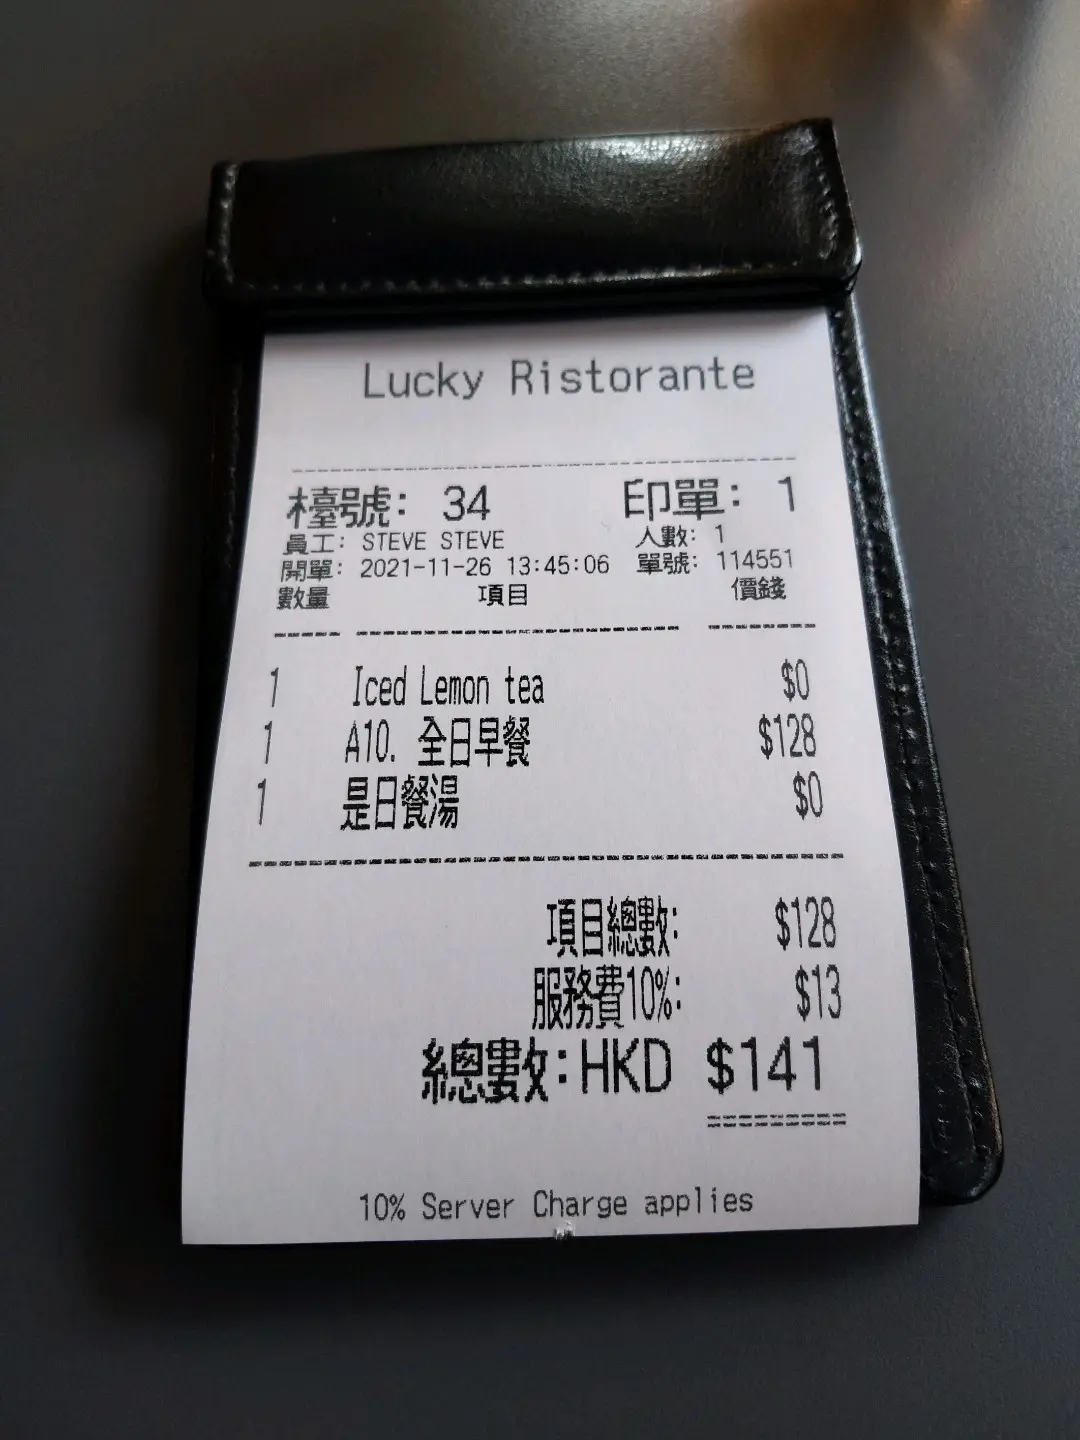 Lucky Ristorante
檯號: 34 印單: 1
員工: STEVE STEVE 人數: 1
開單: 2021-11-26 13:45:06 單號: 114551
數量 項目 價錢
1 Iced Lemon tea $0
1 A10. 全日早餐 $128
1 是日餐湯 $0
項目總數: $128
服務費10%: $13
總數:HKD $141
10% Server Charge applies